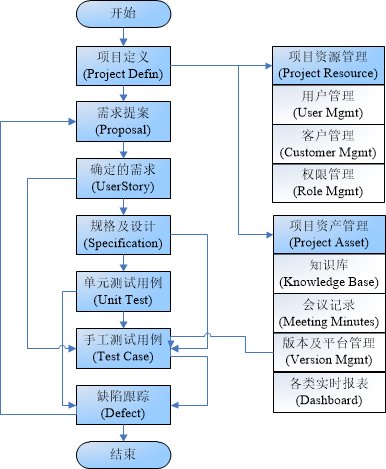 开始
项目定义
(Project Defin)
需求提案
(Proposal)
确定的需求
(UserStory)
规格及设计
(Specification)
单元测试用例
(Unit Test)
手工测试用例
(Test Case)
缺陷跟踪
(Defect)
结束
项目资源管理
(Project Resource)
用户管理
(User Mgmt)
客户管理
(Customer Mgmt)
权限管理
(Role Mgmt)
项目资产管理
(Project Asset)
知识库
(Knowledge Base)
会议记录
(Meeting Minutes)
版本及平台管理
(Version Mgmt)
各类实时报表
(Dashboard)